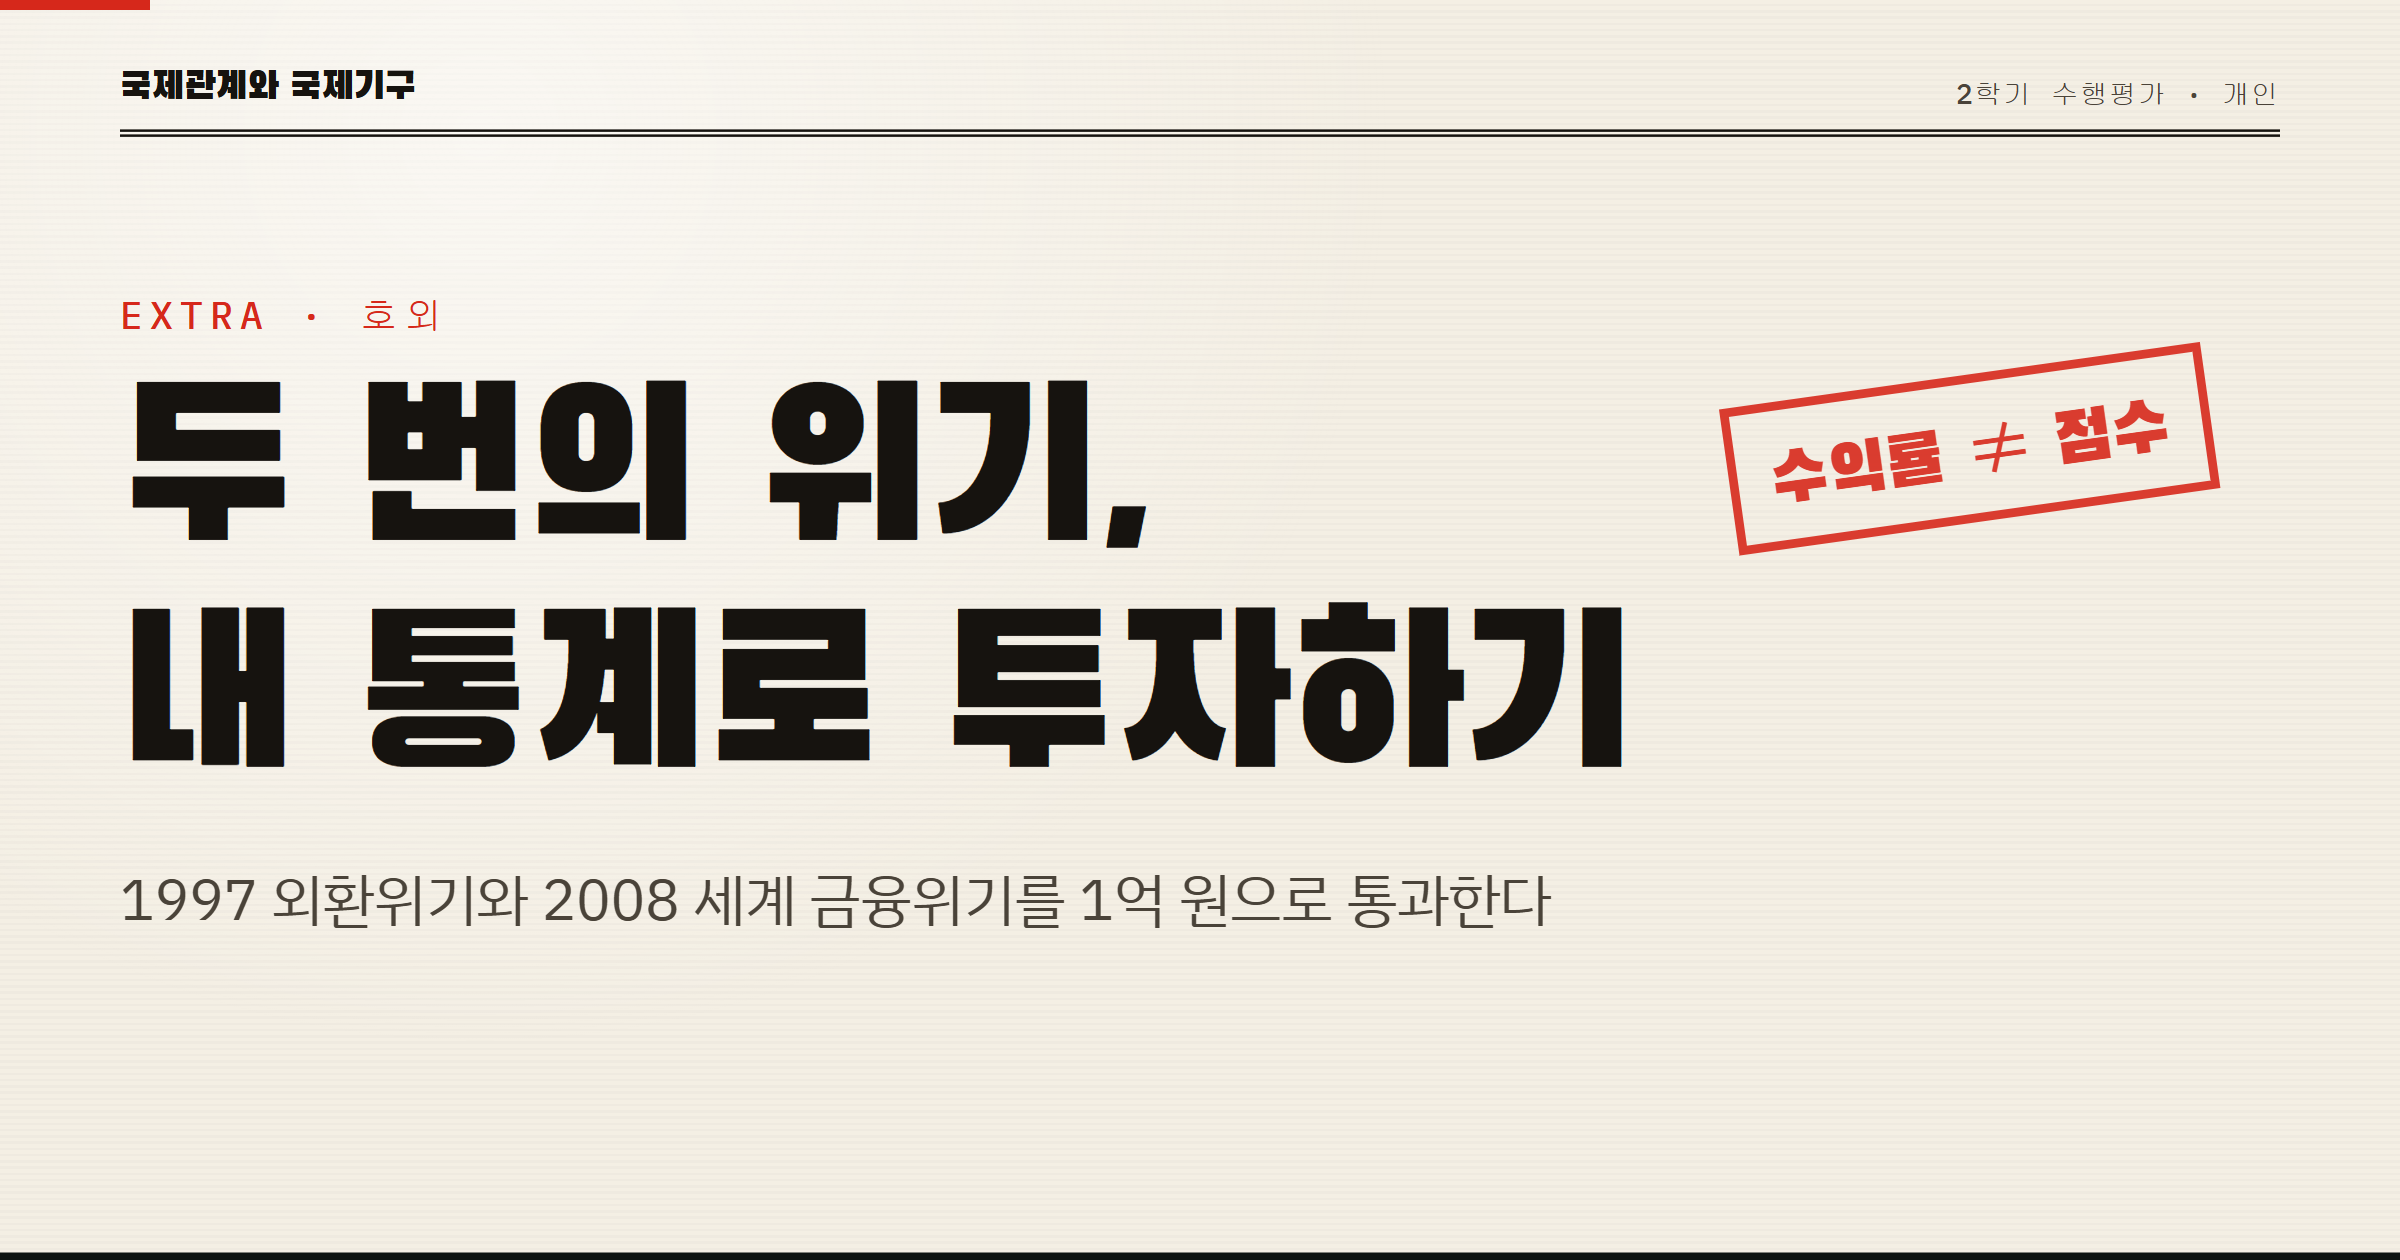 국제관계와 국제기구
2학기 수행평가 · 개인
EXTRA · 호외
두 번의 위기,
수익률 ≠ 점수
내 통계로 투자하기
1997 외환위기와 2008 세계 금융위기를 1억 원으로 통과한다